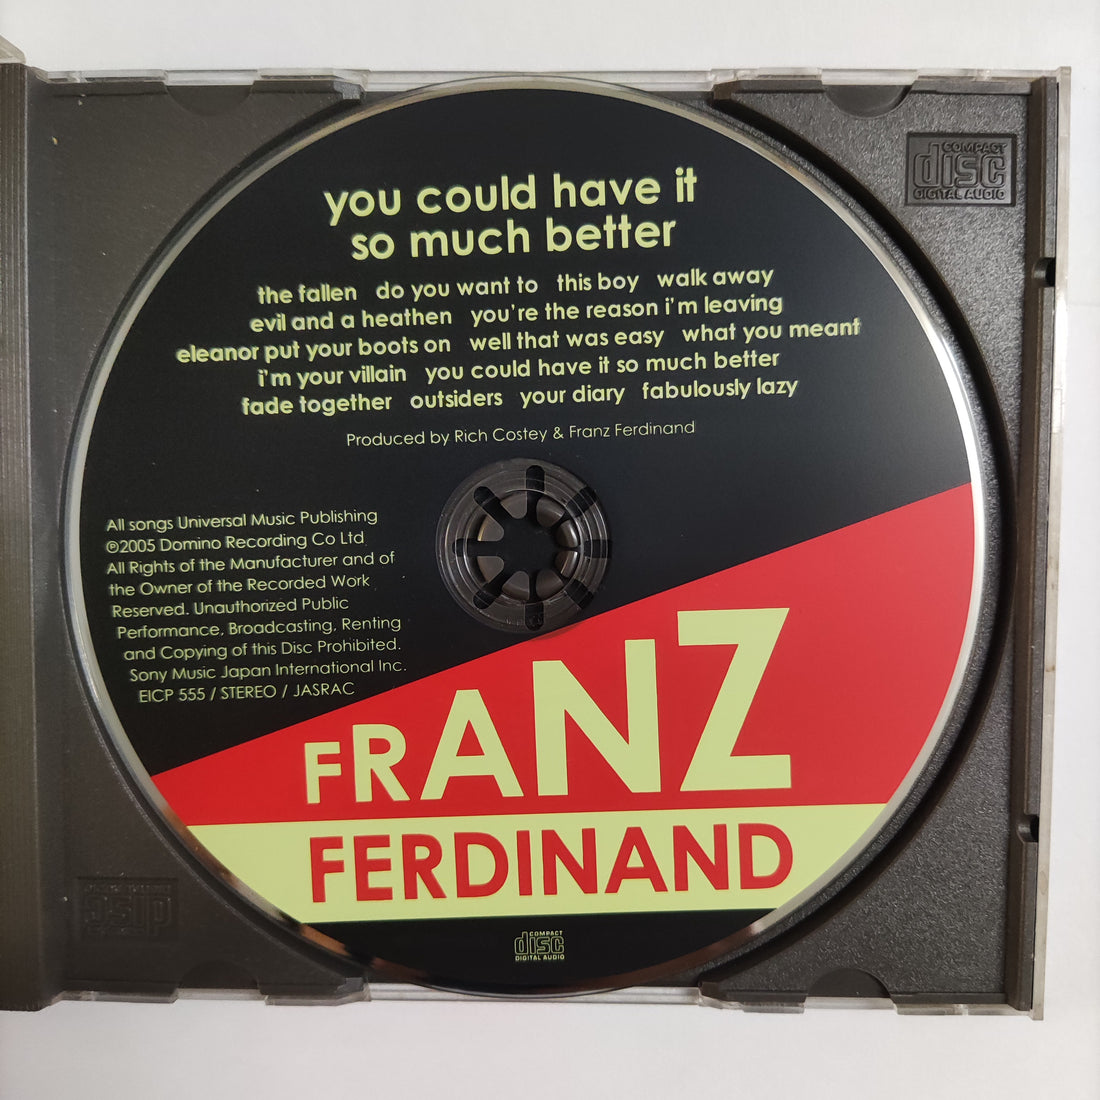 COMPACT
disc
DIGITAL AUDIO
you could have it
so much better
the fallen do you want to this boy walk away
evil and a heathen you're the reason i'm leaving
eleanor put your boots on well that was easy what you meant
i'm your villain you could have it so much better
fade together outsiders your diary fabulously lazy
Produced by Rich Costey & Franz Ferdinand
All songs Universal Music Publishing
℗2005 Domino Recording Co Ltd
All Rights of the Manufacturer and of
the Owner of the Recorded Work
Reserved. Unauthorized Public
Performance, Broadcasting, Renting
and Copying of this Disc Prohibited.
Sony Music Japan International Inc.
EICP 555 / STEREO / JASRAC
FRANZ
FERDINAND
disc
COMPACT
disc
DIGITAL AUDIO